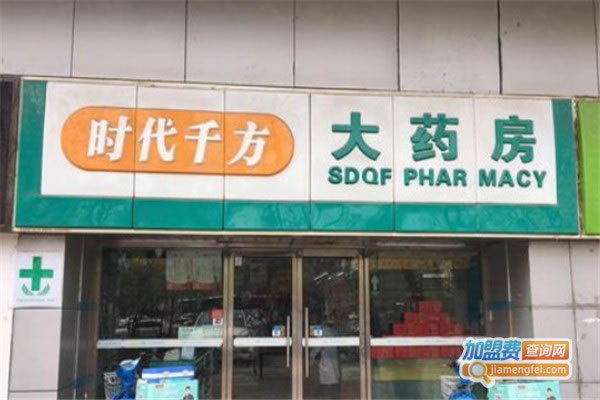 时代千方
大药房
SDQF PHAR MACY
加盟费查询网
jiamengfei.com